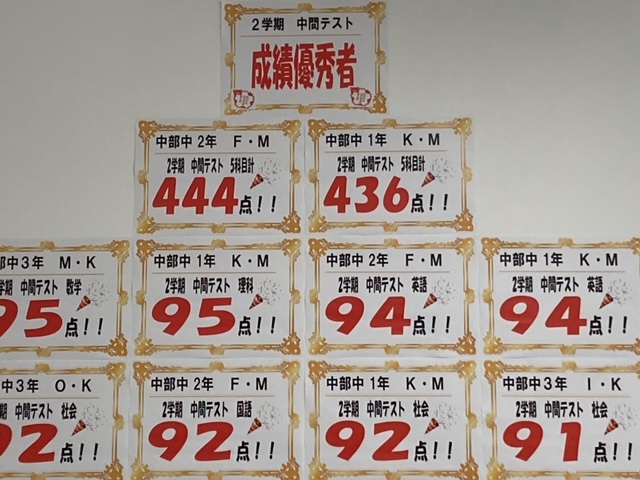 2学期 中間テスト
成績優秀者
中部中 2年 F・M
2学期 中間テスト 5科目計
444点!!
中部中 1年 K・M
2学期 中間テスト 5科目計
436点!!
部中 3年 M・K
学期 中間テスト 数学
95点!!
中部中 1年 K・M
2学期 中間テスト 理科
95点!!
中部中 2年 F・M
2学期 中間テスト 英語
94点!!
中部中 1年 K・M
2学期 中間テスト 英語
94点!!
中 3年 O・K
中間テスト 社会
92点!!
中部中 2年 F・M
2学期 中間テスト 国語
92点!!
中部中 1年 K・M
2学期 中間テスト 社会
92点!!
中部中 3年 I・K
2学期 中間テスト 社会
91点!!